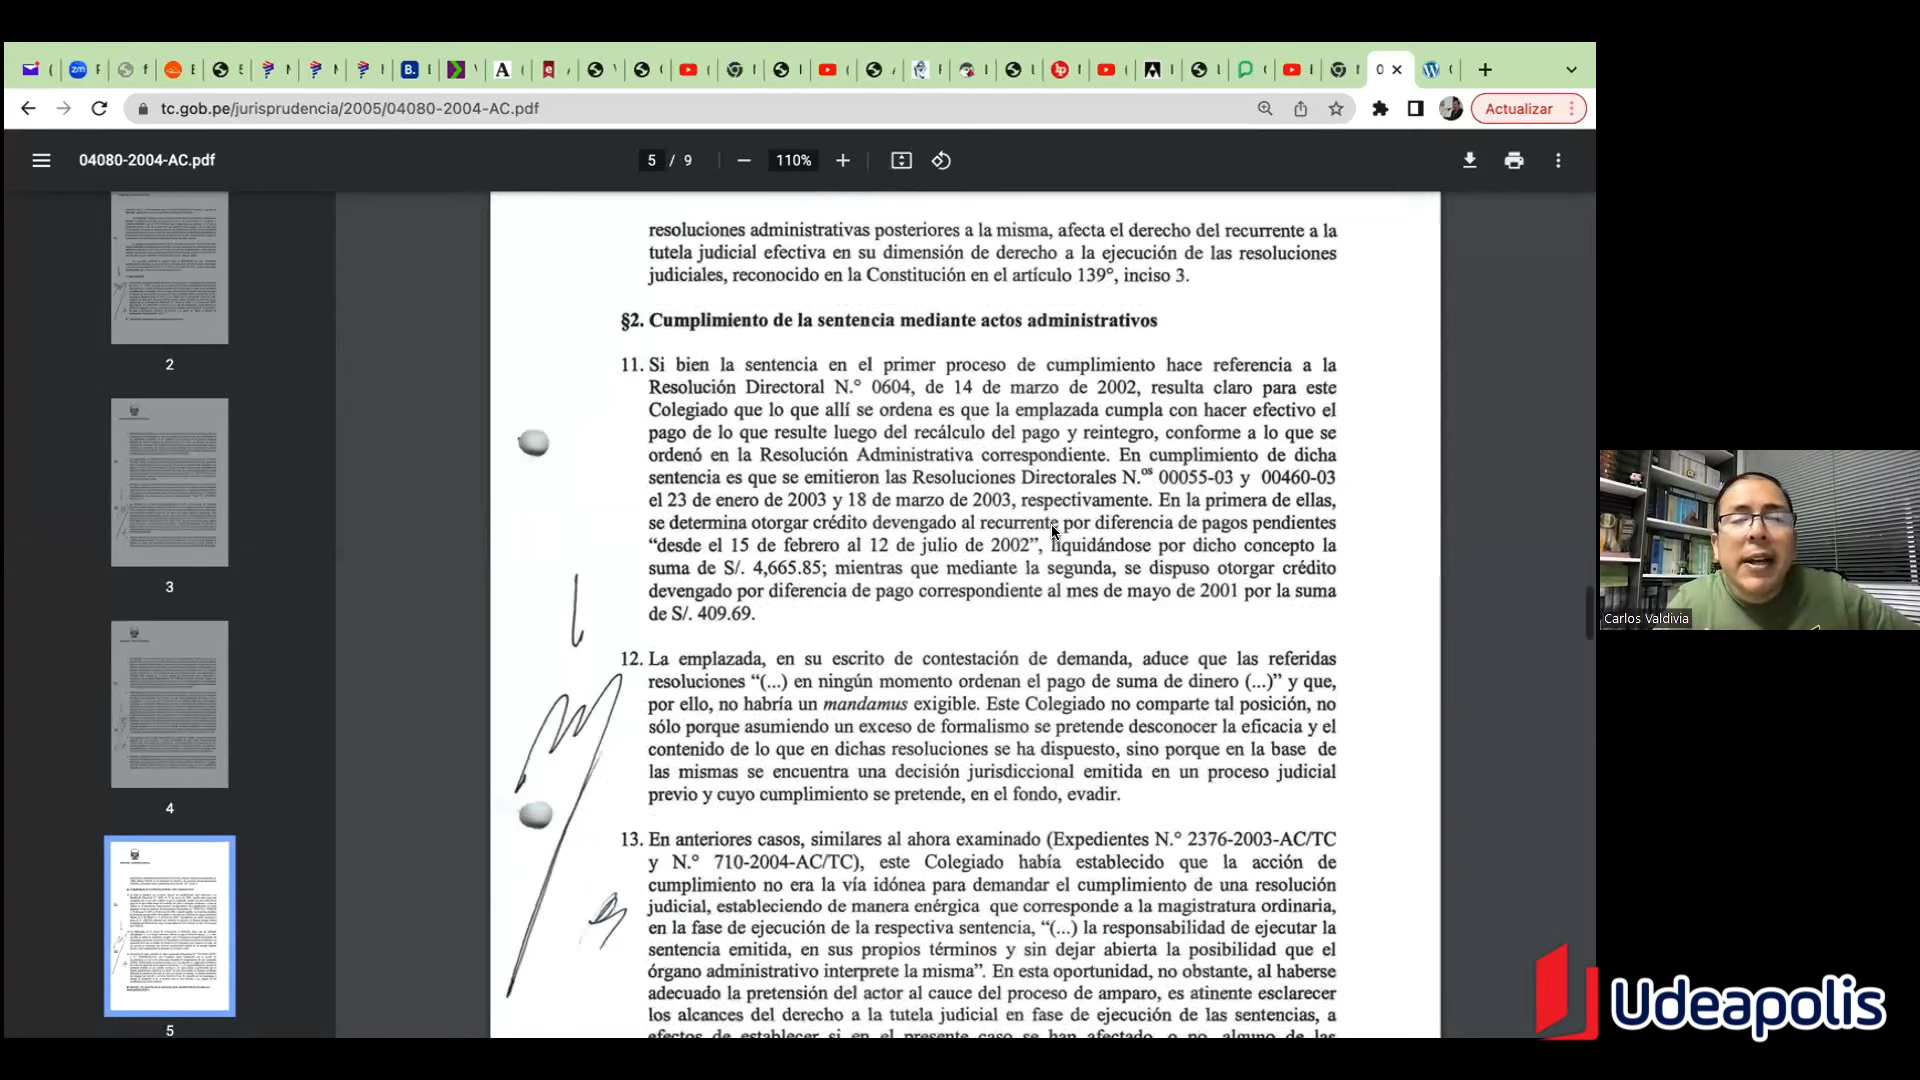 Actualizar
tc.gob.pe/jurisprudencia/2005/04080-2004-AC.pdf
04080-2004-AC.pdf
5 / 9
110%
2
3
4
5
resoluciones administrativas posteriores a la misma, afecta el derecho del recurrente a la
tutela judicial efectiva en su dimensión de derecho a la ejecución de las resoluciones
judiciales, reconocido en la Constitución en el artículo 139°, inciso 3.
§2. Cumplimiento de la sentencia mediante actos administrativos
11. Si bien la sentencia en el primer proceso de cumplimiento hace referencia a la
Resolución Directoral N.° 0604, de 14 de marzo de 2002, resulta claro para este
Colegiado que lo que allí se ordena es que la emplazada cumpla con hacer efectivo el
pago de lo que resulte luego del recálculo del pago y reintegro, conforme a lo que se
ordenó en la Resolución Administrativa correspondiente. En cumplimiento de dicha
sentencia es que se emitieron las Resoluciones Directorales N.os 00055-03 y 00460-03
el 23 de enero de 2003 y 18 de marzo de 2003, respectivamente. En la primera de ellas,
se determina otorgar crédito devengado al recurrente por diferencia de pagos pendientes
“desde el 15 de febrero al 12 de julio de 2002”, liquidándose por dicho concepto la
suma de S/. 4,665.85; mientras que mediante la segunda, se dispuso otorgar crédito
devengado por diferencia de pago correspondiente al mes de mayo de 2001 por la suma
de S/. 409.69.
12. La emplazada, en su escrito de contestación de demanda, aduce que las referidas
resoluciones “(...) en ningún momento ordenan el pago de suma de dinero (...)” y que,
por ello, no habría un mandamus exigible. Este Colegiado no comparte tal posición, no
sólo porque asumiendo un exceso de formalismo se pretende desconocer la eficacia y el
contenido de lo que en dichas resoluciones se ha dispuesto, sino porque en la base de
las mismas se encuentra una decisión jurisdiccional emitida en un proceso judicial
previo y cuyo cumplimiento se pretende, en el fondo, evadir.
13. En anteriores casos, similares al ahora examinado (Expedientes N.° 2376-2003-AC/TC
y N.° 710-2004-AC/TC), este Colegiado había establecido que la acción de
cumplimiento no era la vía idónea para demandar el cumplimiento de una resolución
judicial, estableciendo de manera enérgica que corresponde a la magistratura ordinaria,
en la fase de ejecución de la respectiva sentencia, “(...) la responsabilidad de ejecutar la
sentencia emitida, en sus propios términos y sin dejar abierta la posibilidad que el
órgano administrativo interprete la misma”. En esta oportunidad, no obstante, al haberse
adecuado la pretensión del actor al cauce del proceso de amparo, es atinente esclarecer
los alcances del derecho a la tutela judicial en fase de ejecución de las sentencias, a
efectos de establecer si en el presente caso se han afectado, o no, alguno de las
Carlos Valdivia
Udeapolis